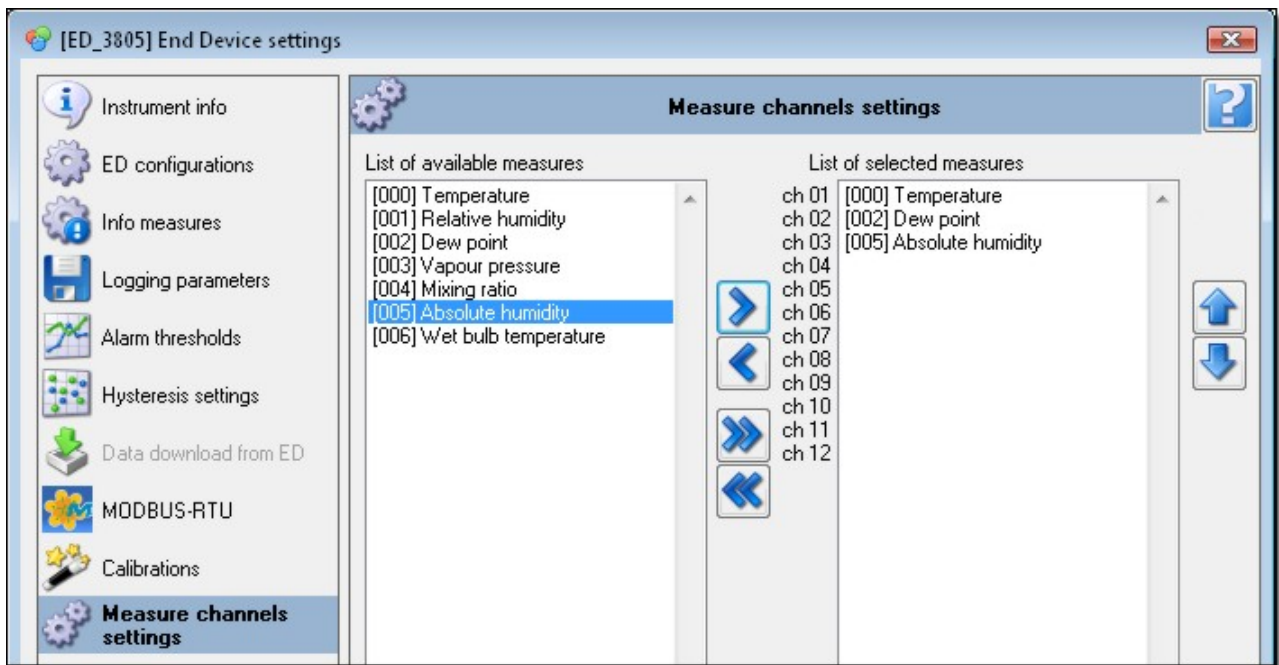 [ED_3805] End Device settings
Instrument info
ED configurations
Info measures
Logging parameters
Alarm thresholds
Hysteresis settings
Data download from ED
MODBUS-RTU
Calibrations
Measure channels
settings
Measure channels settings
List of available measures
[000] Temperature
[001] Relative humidity
[002] Dew point
[003] Vapour pressure
[004] Mixing ratio
[005] Absolute humidity
[006] Wet bulb temperature
List of selected measures
ch 01 [000] Temperature
ch 02 [002] Dew point
ch 03 [005] Absolute humidity
ch 04
ch 05
ch 06
ch 07
ch 08
ch 09
ch 10
ch 11
ch 12